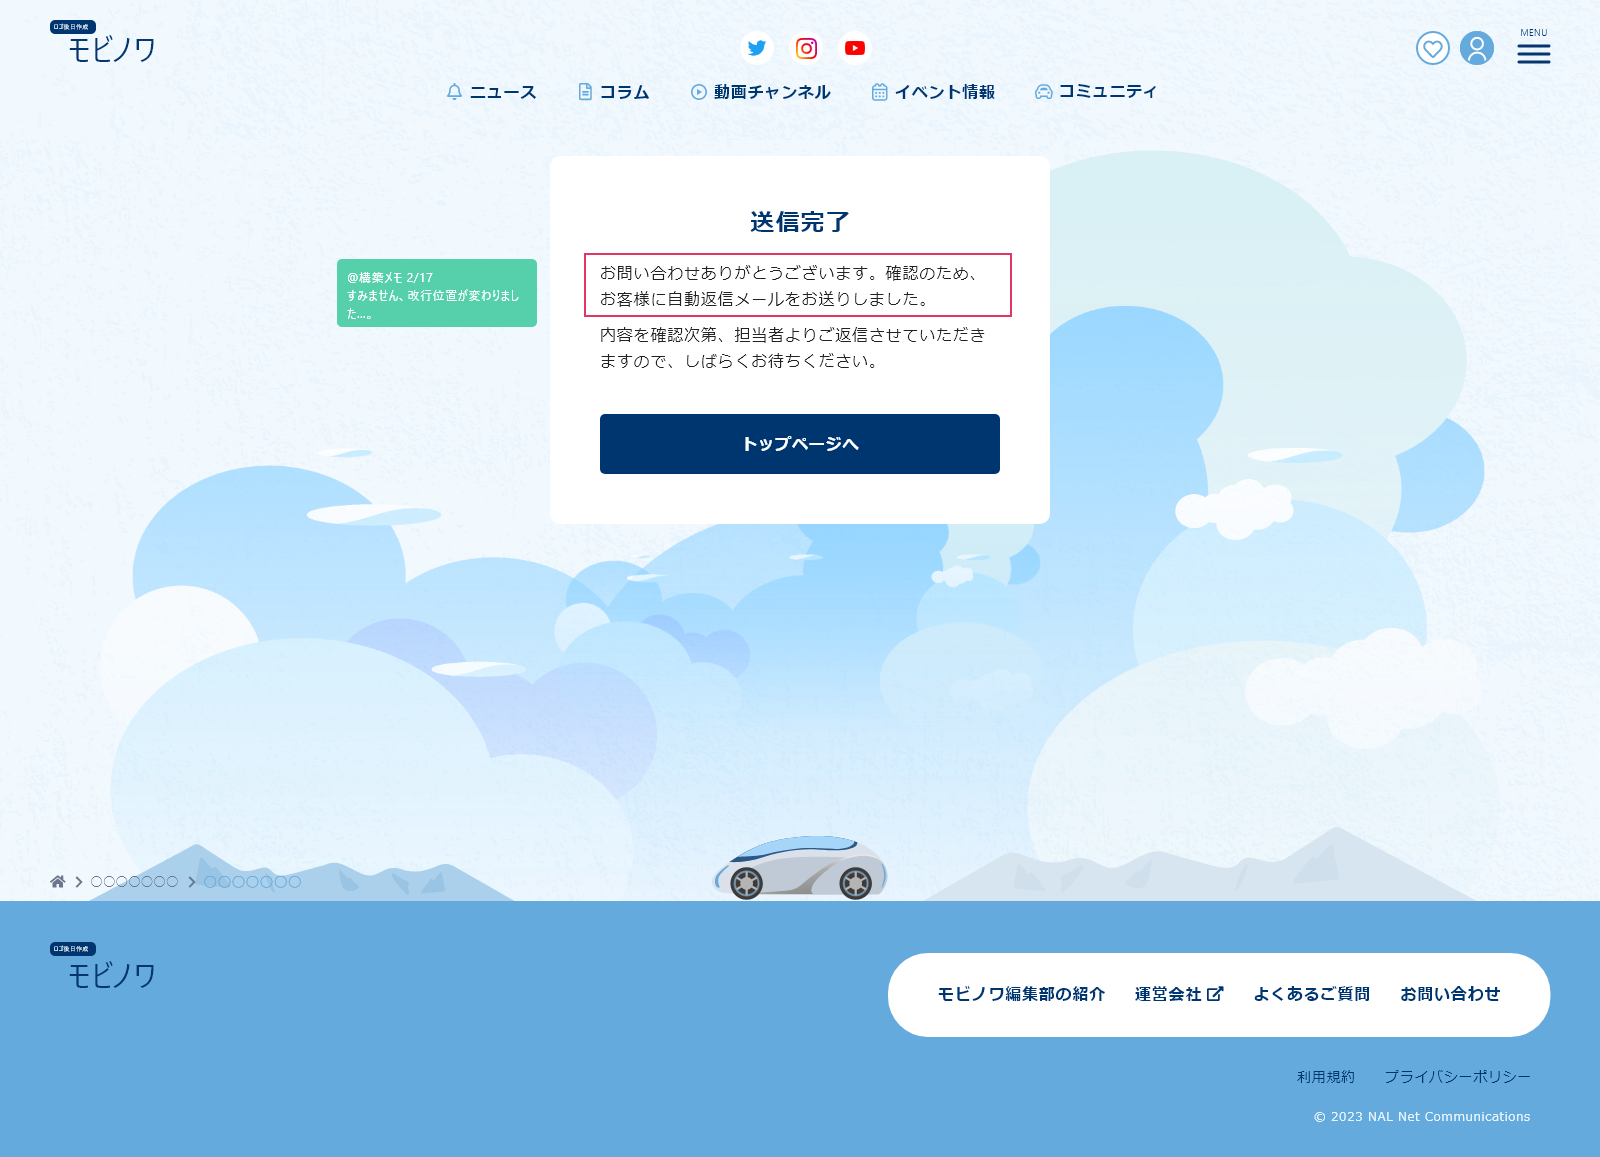 ロゴ後日作成
モビノワ
MENU
ニュース
コラム
動画チャンネル
イベント情報
コミュニティ
送信完了
@構築メモ 2/17
すみません、改行位置が変わりまし
た…。
お問い合わせありがとうございます。確認のため、
お客様に自動返信メールをお送りしました。
内容を確認次第、担当者よりご返信させていただき
ますので、しばらくお待ちください。
トップページへ
〇〇〇〇〇〇〇
〇〇〇〇〇〇〇
ロゴ後日作成
モビノワ
モビノワ編集部の紹介
運営会社
よくあるご質問
お問い合わせ
利用規約
プライバシーポリシー
© 2023 NAL Net Communications